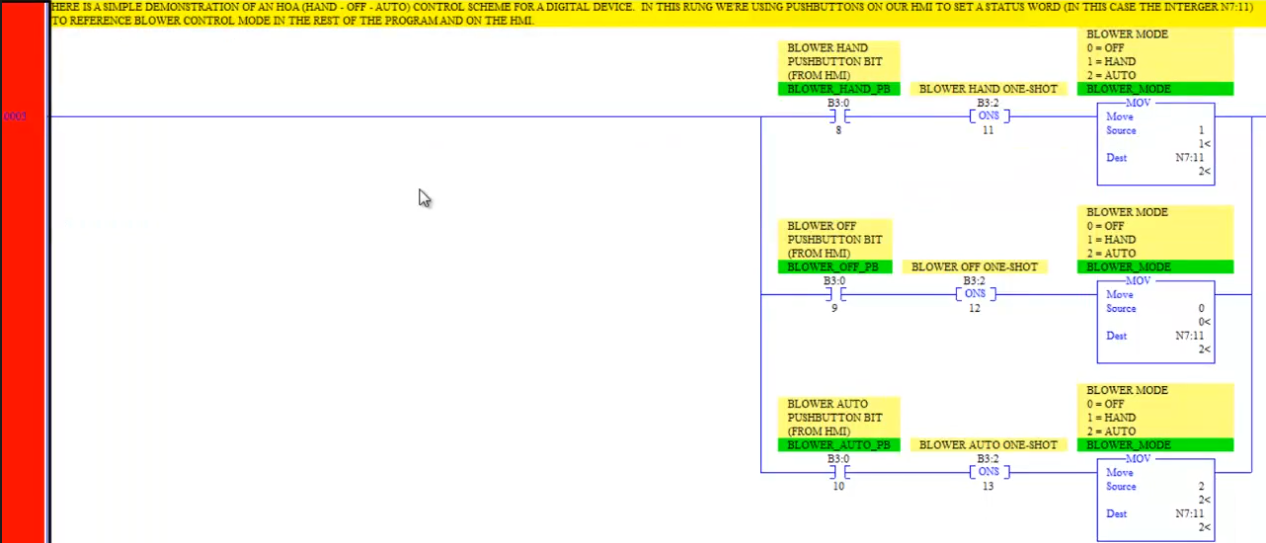 HERE IS A SIMPLE DEMONSTRATION OF AN HOA (HAND - OFF - AUTO) CONTROL SCHEME FOR A DIGITAL DEVICE. IN THIS RUNG WE'RE USING PUSHBUTTONS ON OUR HMI TO SET A STATUS WORD (IN THIS CASE THE INTERGER N7:11)
TO REFERENCE BLOWER CONTROL MODE IN THE REST OF THE PROGRAM AND ON THE HMI.
0003
BLOWER HAND
PUSHBUTTON BIT
(FROM HMI)
BLOWER_HAND_PB
B3:0
8
BLOWER HAND ONE-SHOT
B3:2
ONS
11
BLOWER MODE
0 = OFF
1 = HAND
2 = AUTO
BLOWER_MODE
MOV
Move
Source 1
1<
Dest N7:11
2<
BLOWER OFF
PUSHBUTTON BIT
(FROM HMI)
BLOWER_OFF_PB
B3:0
9
BLOWER OFF ONE-SHOT
B3:2
ONS
12
BLOWER MODE
0 = OFF
1 = HAND
2 = AUTO
BLOWER_MODE
MOV
Move
Source 0
0<
Dest N7:11
2<
BLOWER AUTO
PUSHBUTTON BIT
(FROM HMI)
BLOWER_AUTO_PB
B3:0
10
BLOWER AUTO ONE-SHOT
B3:2
ONS
13
BLOWER MODE
0 = OFF
1 = HAND
2 = AUTO
BLOWER_MODE
MOV
Move
Source 2
2<
Dest N7:11
2<